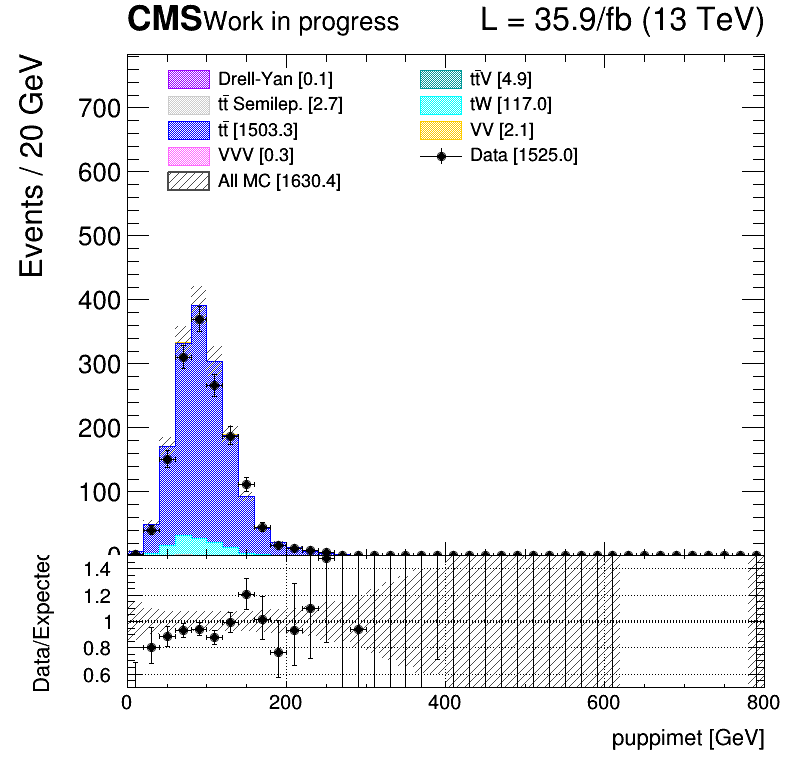 CMS Work in progress L = 35.9/fb (13 TeV)
Drell-Yan [0.1] tt̄V [4.9]
tt̄ Semilep. [2.7] tW [117.0]
tt̄ [1503.3] VV [2.1]
VVV [0.3] Data [1525.0]
All MC [1630.4]
Events / 20 GeV
700
600
500
400
300
200
100
0
Data/Expected
1.4
1.2
1
0.8
0.6
0 200 400 600 800
puppimet [GeV]